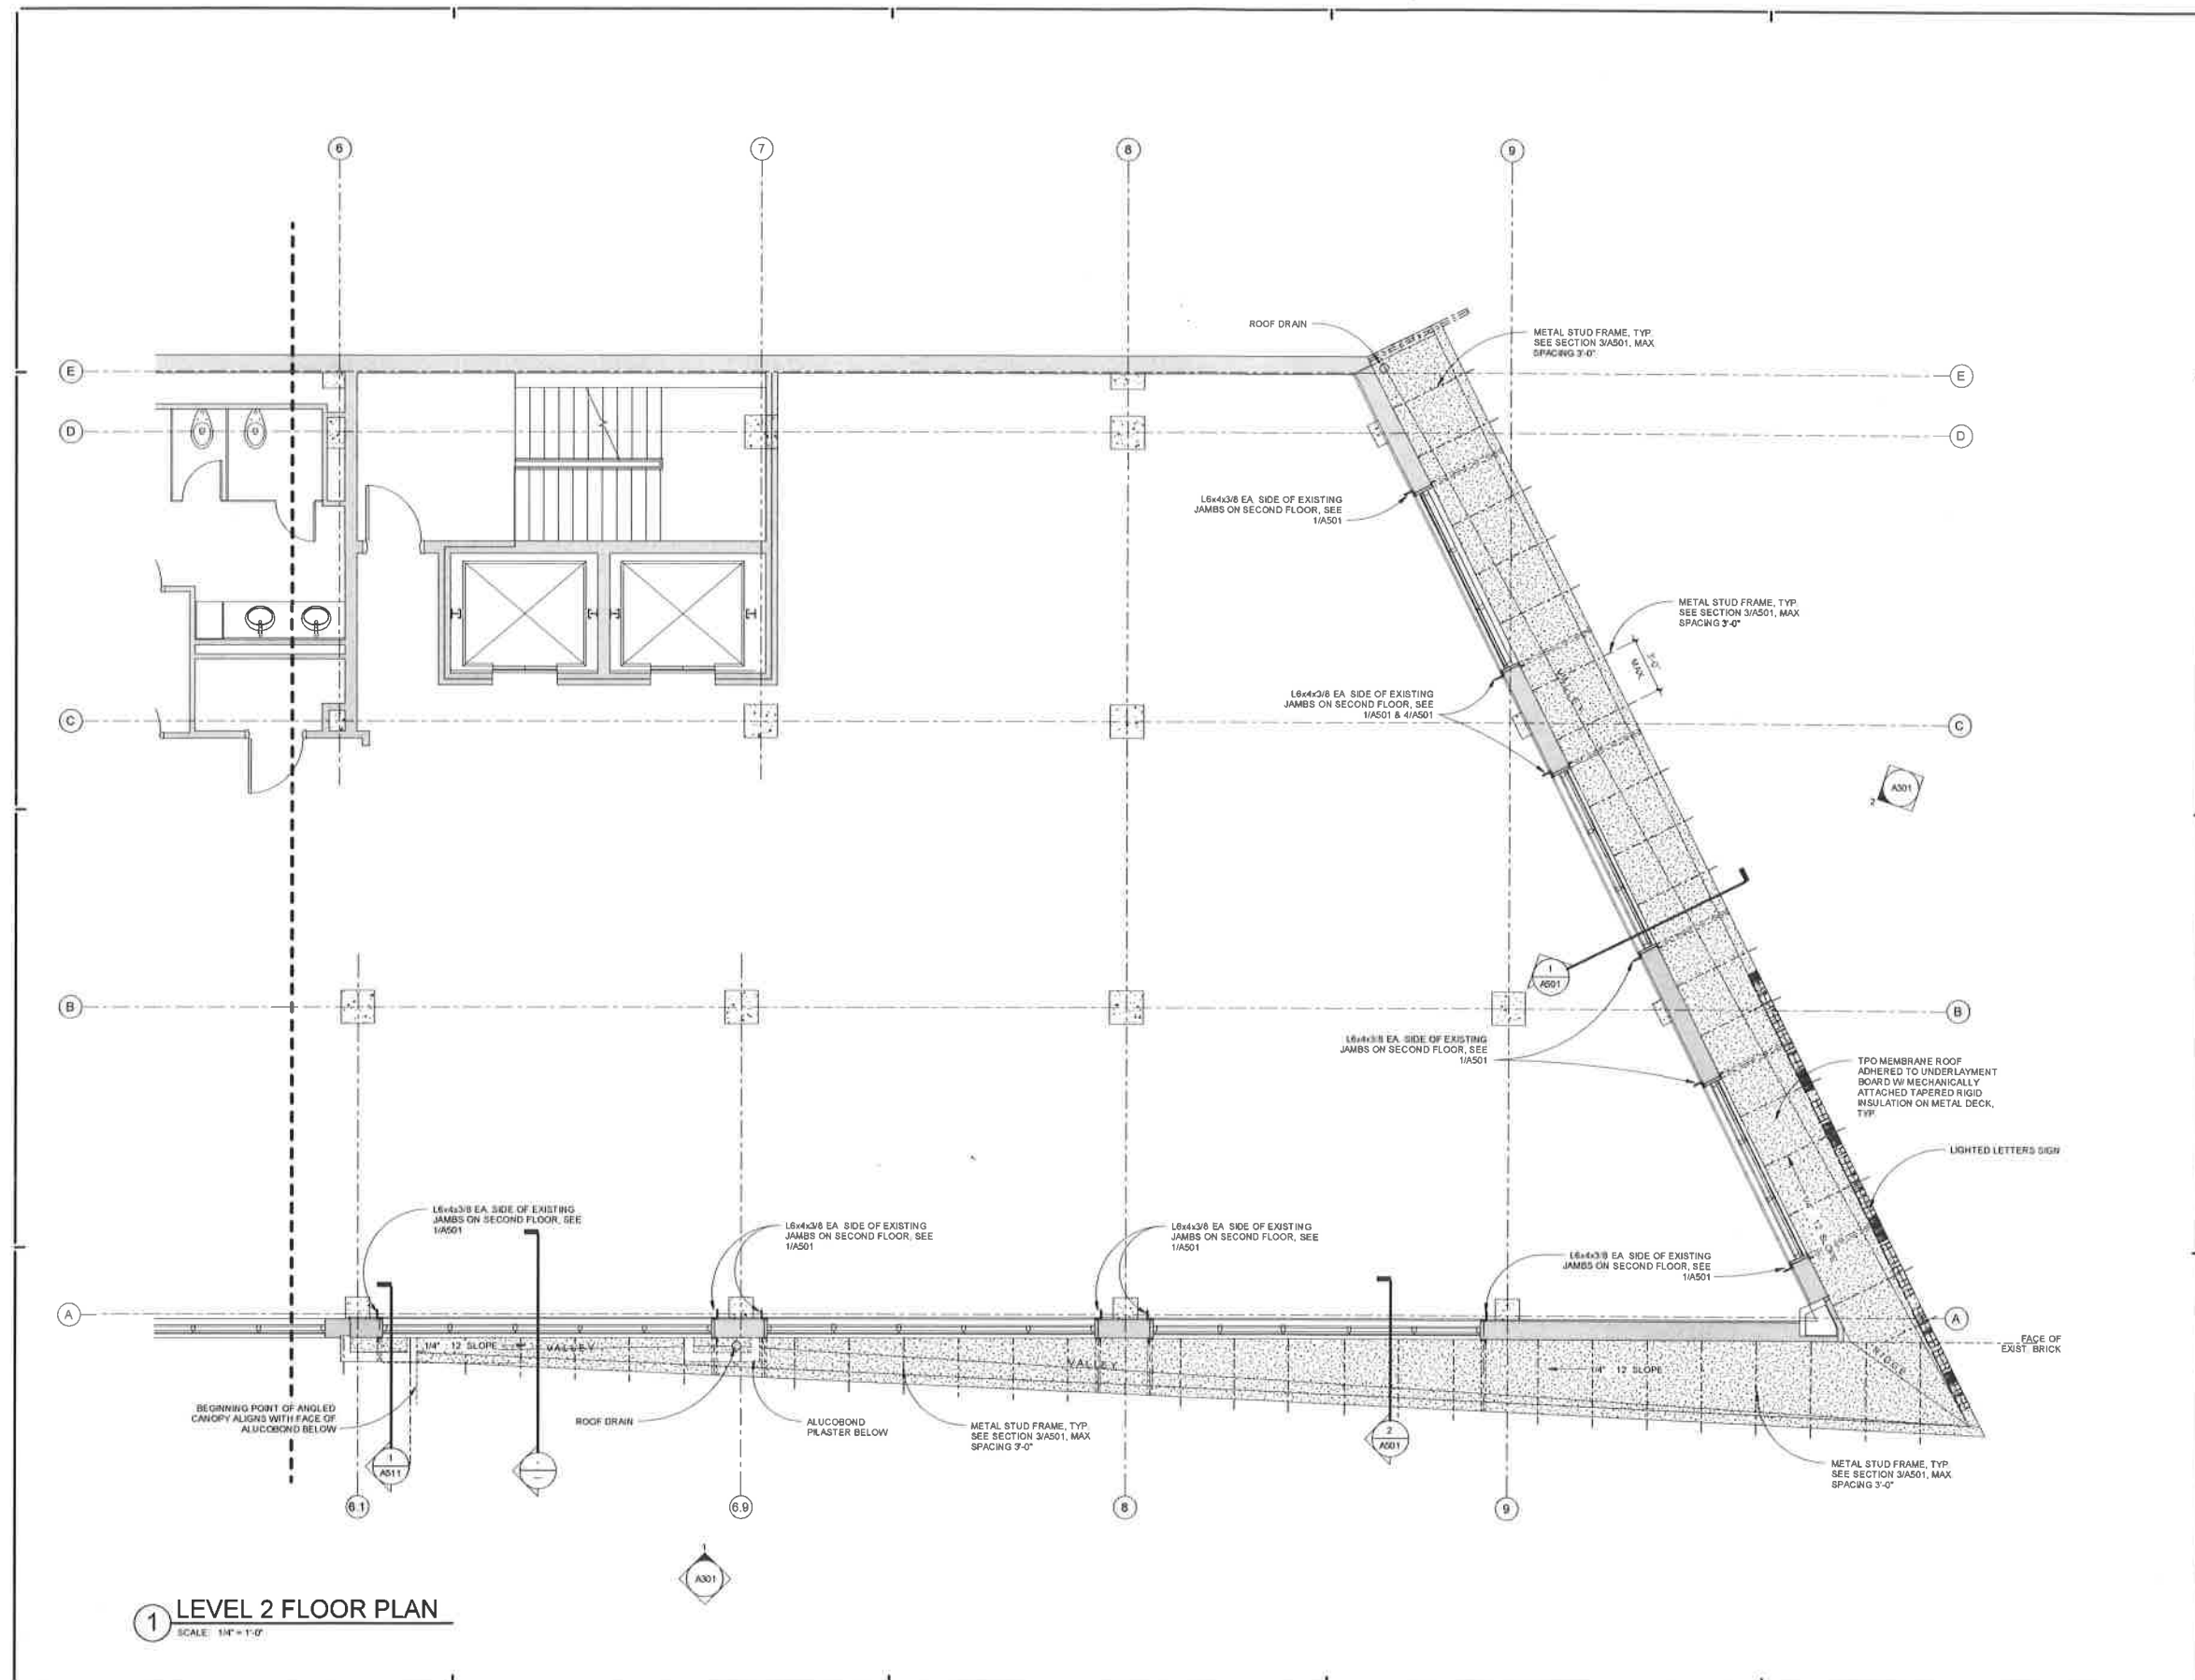 6
7
8
9
ROOF DRAIN
METAL STUD FRAME, TYP.
SEE SECTION 3/A501, MAX
SPACING 3'-0"
E
E
D
D
L6x4x3/8 EA. SIDE OF EXISTING
JAMBS ON SECOND FLOOR, SEE
1/A501
METAL STUD FRAME, TYP.
SEE SECTION 3/A501, MAX
SPACING 3'-0"
3'-0"
MAX
VALLEY
L6x4x3/8 EA. SIDE OF EXISTING
JAMBS ON SECOND FLOOR, SEE
1/A501 & 4/A501
C
C
A301
2
1
A501
B
B
L6x4x3/8 EA. SIDE OF EXISTING
JAMBS ON SECOND FLOOR, SEE
1/A501
TPO MEMBRANE ROOF
ADHERED TO UNDERLAYMENT
BOARD W/ MECHANICALLY
ATTACHED TAPERED RIGID
INSULATION ON METAL DECK,
TYP.
LIGHTED LETTERS SIGN
L6x4x3/8 EA. SIDE OF EXISTING
JAMBS ON SECOND FLOOR, SEE
1/A501
L6x4x3/8 EA. SIDE OF EXISTING
JAMBS ON SECOND FLOOR, SEE
1/A501
L6x4x3/8 EA. SIDE OF EXISTING
JAMBS ON SECOND FLOOR, SEE
1/A501
L6x4x3/8 EA. SIDE OF EXISTING
JAMBS ON SECOND FLOOR, SEE
1/A501
A
A
FACE OF
EXIST. BRICK
1/4" : 12 SLOPE
VALLEY
VALLEY
1/4" : 12 SLOPE
RIDGE
BEGINNING POINT OF ANGLED
CANOPY ALIGNS WITH FACE OF
ALUCOBOND BELOW
ROOF DRAIN
ALUCOBOND
PILASTER BELOW
METAL STUD FRAME, TYP.
SEE SECTION 3/A501, MAX
SPACING 3'-0"
1
A511
2
A501
METAL STUD FRAME, TYP.
SEE SECTION 3/A501, MAX
SPACING 3'-0"
6.1
6.9
8
9
1
A301
1
LEVEL 2 FLOOR PLAN
SCALE: 1/4" = 1'-0"